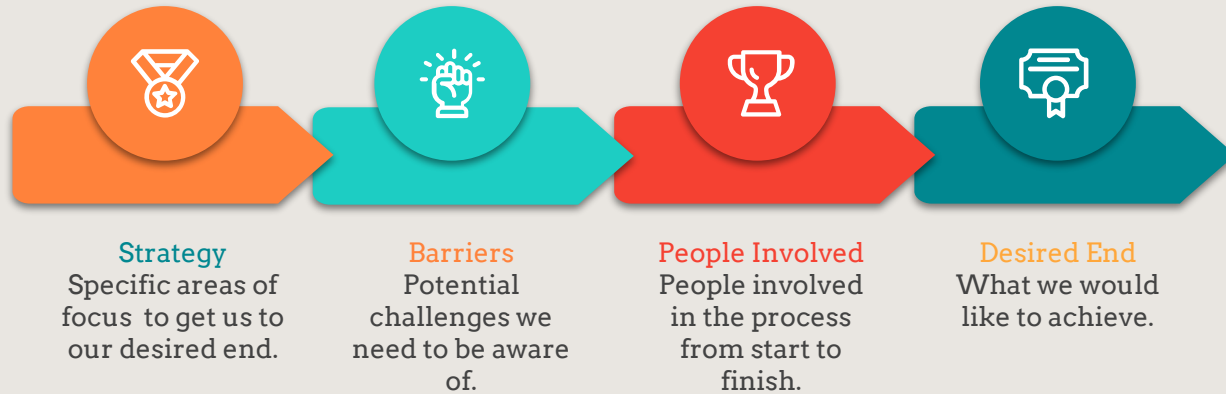 Strategy
Specific areas of
focus  to get us to
our desired end.
Barriers
Potential
challenges we
need to be aware
of.
People Involved
People involved
in the process
from start to
finish.
Desired End
What we would
like to achieve.